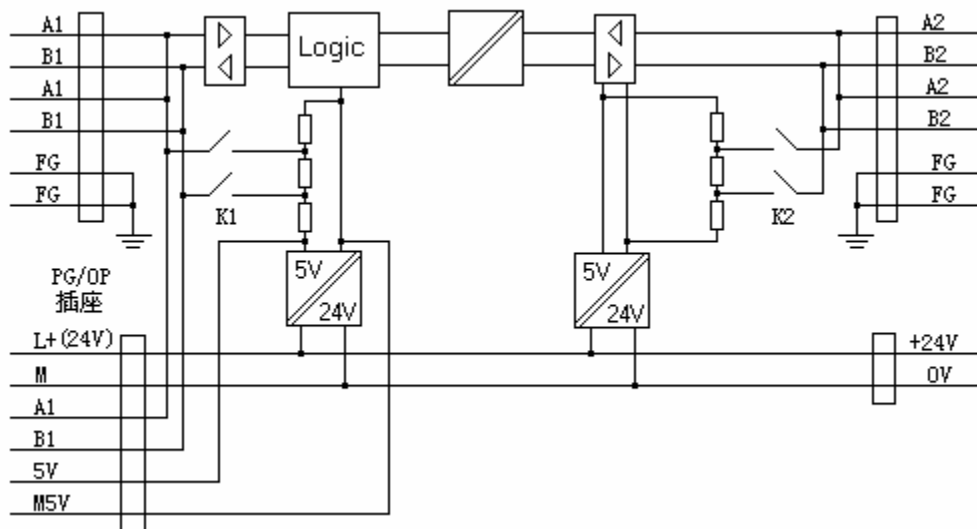 A1
B1
A1
B1
FG
FG
Logic
A2
B2
A2
B2
FG
FG
K1
K2
PG/OP
插座
5V
24V
5V
24V
L+(24V)
M
A1
B1
5V
M5V
+24V
0V